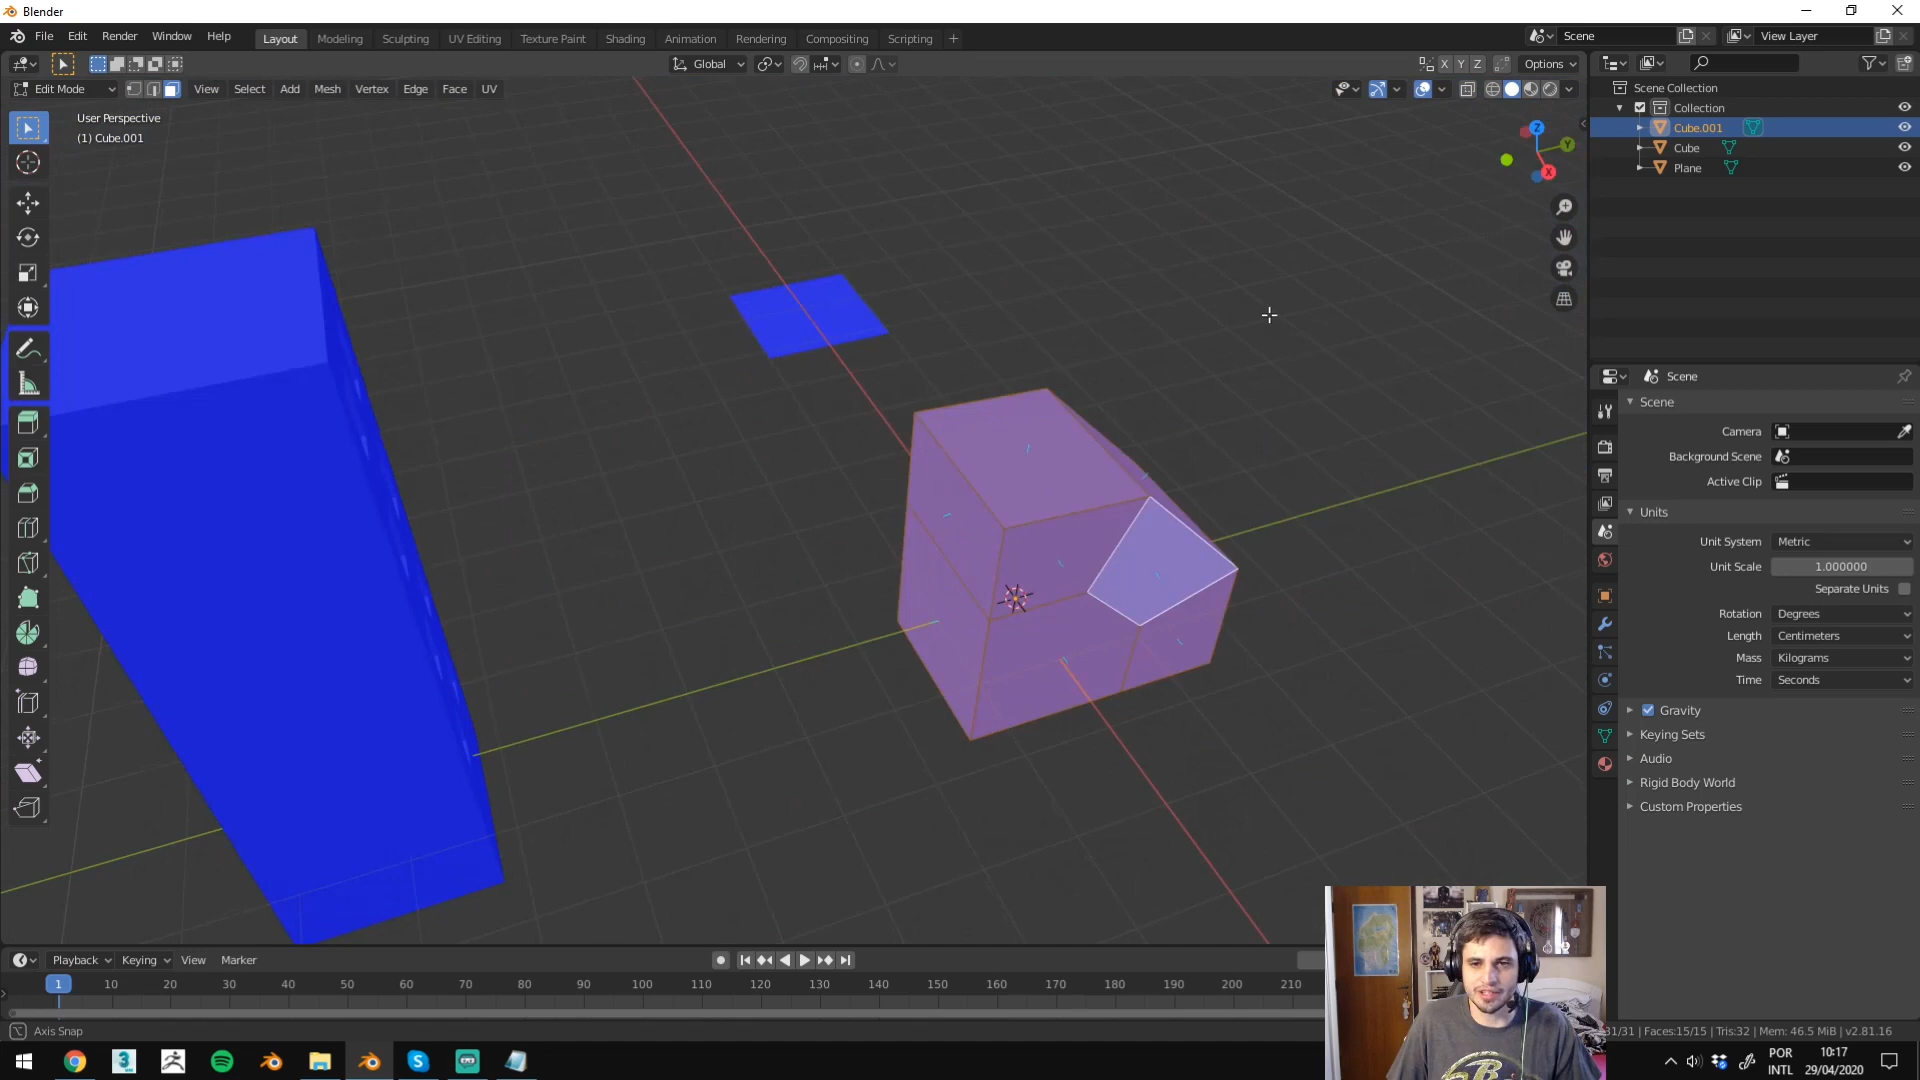 Blender
File Edit Render Window Help
Layout Modeling Sculpting UV Editing Texture Paint Shading Animation Rendering Compositing Scripting +
Scene
View Layer
Global
X Y Z
Options
Edit Mode
View Select Add Mesh Vertex Edge Face UV
User Perspective
(1) Cube.001
Z
Y
X
Scene Collection
Collection
Cube.001
Cube
Plane
Scene
Scene
Camera
Background Scene
Active Clip
Units
Unit System Metric
Unit Scale 1.000000
Separate Units
Rotation Degrees
Length Centimeters
Mass Kilograms
Time Seconds
Gravity
Keying Sets
Audio
Rigid Body World
Custom Properties
Playback Keying View Marker
1 10 20 30 40 50 60 70 80 90 100 110 120 130 140 150 160 170 180 190 200 210
Axis Snap
31/31 | Faces:15/15 | Tris:32 | Mem: 46.5 MiB | v2.81.16
POR
INTL
10:17
29/04/2020